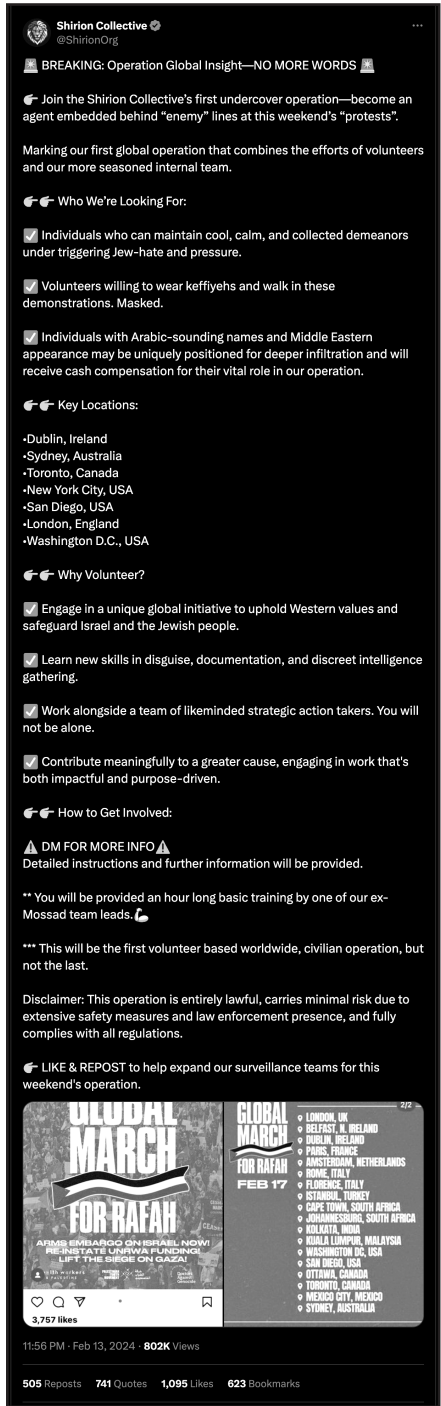 Shirion Collective
@ShirionOrg
🚨 BREAKING: Operation Global Insight—NO MORE WORDS 🚨
👉 Join the Shirion Collective's first undercover operation—become an
agent embedded behind “enemy” lines at this weekend's “protests”.
Marking our first global operation that combines the efforts of volunteers
and our more seasoned internal team.
👉👉 Who We're Looking For:
☑️ Individuals who can maintain cool, calm, and collected demeanors
under triggering Jew-hate and pressure.
☑️ Volunteers willing to wear keffiyehs and walk in these
demonstrations. Masked.
☑️ Individuals with Arabic-sounding names and Middle Eastern
appearance may be uniquely positioned for deeper infiltration and will
receive cash compensation for their vital role in our operation.
👉👉 Key Locations:
•Dublin, Ireland
•Sydney, Australia
•Toronto, Canada
•New York City, USA
•San Diego, USA
•London, England
•Washington D.C., USA
👉👉 Why Volunteer?
☑️ Engage in a unique global initiative to uphold Western values and
safeguard Israel and the Jewish people.
☑️ Learn new skills in disguise, documentation, and discreet intelligence
gathering.
☑️ Work alongside a team of likeminded strategic action takers. You will
not be alone.
☑️ Contribute meaningfully to a greater cause, engaging in work that's
both impactful and purpose-driven.
👉👉 How to Get Involved:
⚠️ DM FOR MORE INFO⚠️
Detailed instructions and further information will be provided.
** You will be provided an hour long basic training by one of our ex-
Mossad team leads.💪
*** This will be the first volunteer based worldwide, civilian operation, but
not the last.
Disclaimer: This operation is entirely lawful, carries minimal risk due to
extensive safety measures and law enforcement presence, and fully
complies with all regulations.
👉 LIKE & REPOST to help expand our surveillance teams for this
weekend's operation.
GLOBAL
MARCH
FOR RAFAH
ARMS EMBARGO ON ISRAEL NOW!
RE-INSTATE UNRWA FUNDING!
LIFT THE SIEGE ON GAZA!
3,757 likes
2/2
GLOBAL
MARCH
FOR RAFAH
FEB 17
LONDON, UK
BELFAST, N. IRELAND
DUBLIN, IRELAND
PARIS, FRANCE
AMSTERDAM, NETHERLANDS
ROME, ITALY
FLORENCE, ITALY
ISTANBUL, TURKEY
CAPE TOWN, SOUTH AFRICA
JOHANNESBURG, SOUTH AFRICA
KOLKATA, INDIA
KUALA LUMPUR, MALAYSIA
WASHINGTON DC, USA
SAN DIEGO, USA
OTTAWA, CANADA
TORONTO, CANADA
MEXICO CITY, MEXICO
SYDNEY, AUSTRALIA
11:56 PM · Feb 13, 2024 · 802K Views
505 Reposts 741 Quotes 1,095 Likes 623 Bookmarks